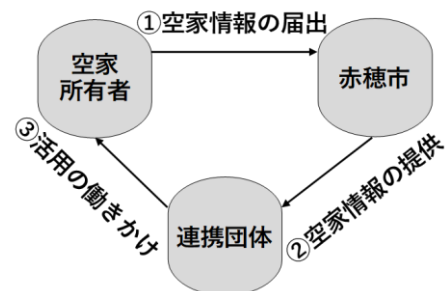 ①空家情報の届出
空家
所有者
赤穂市
③活用の働きかけ
②空家情報の提供
連携団体